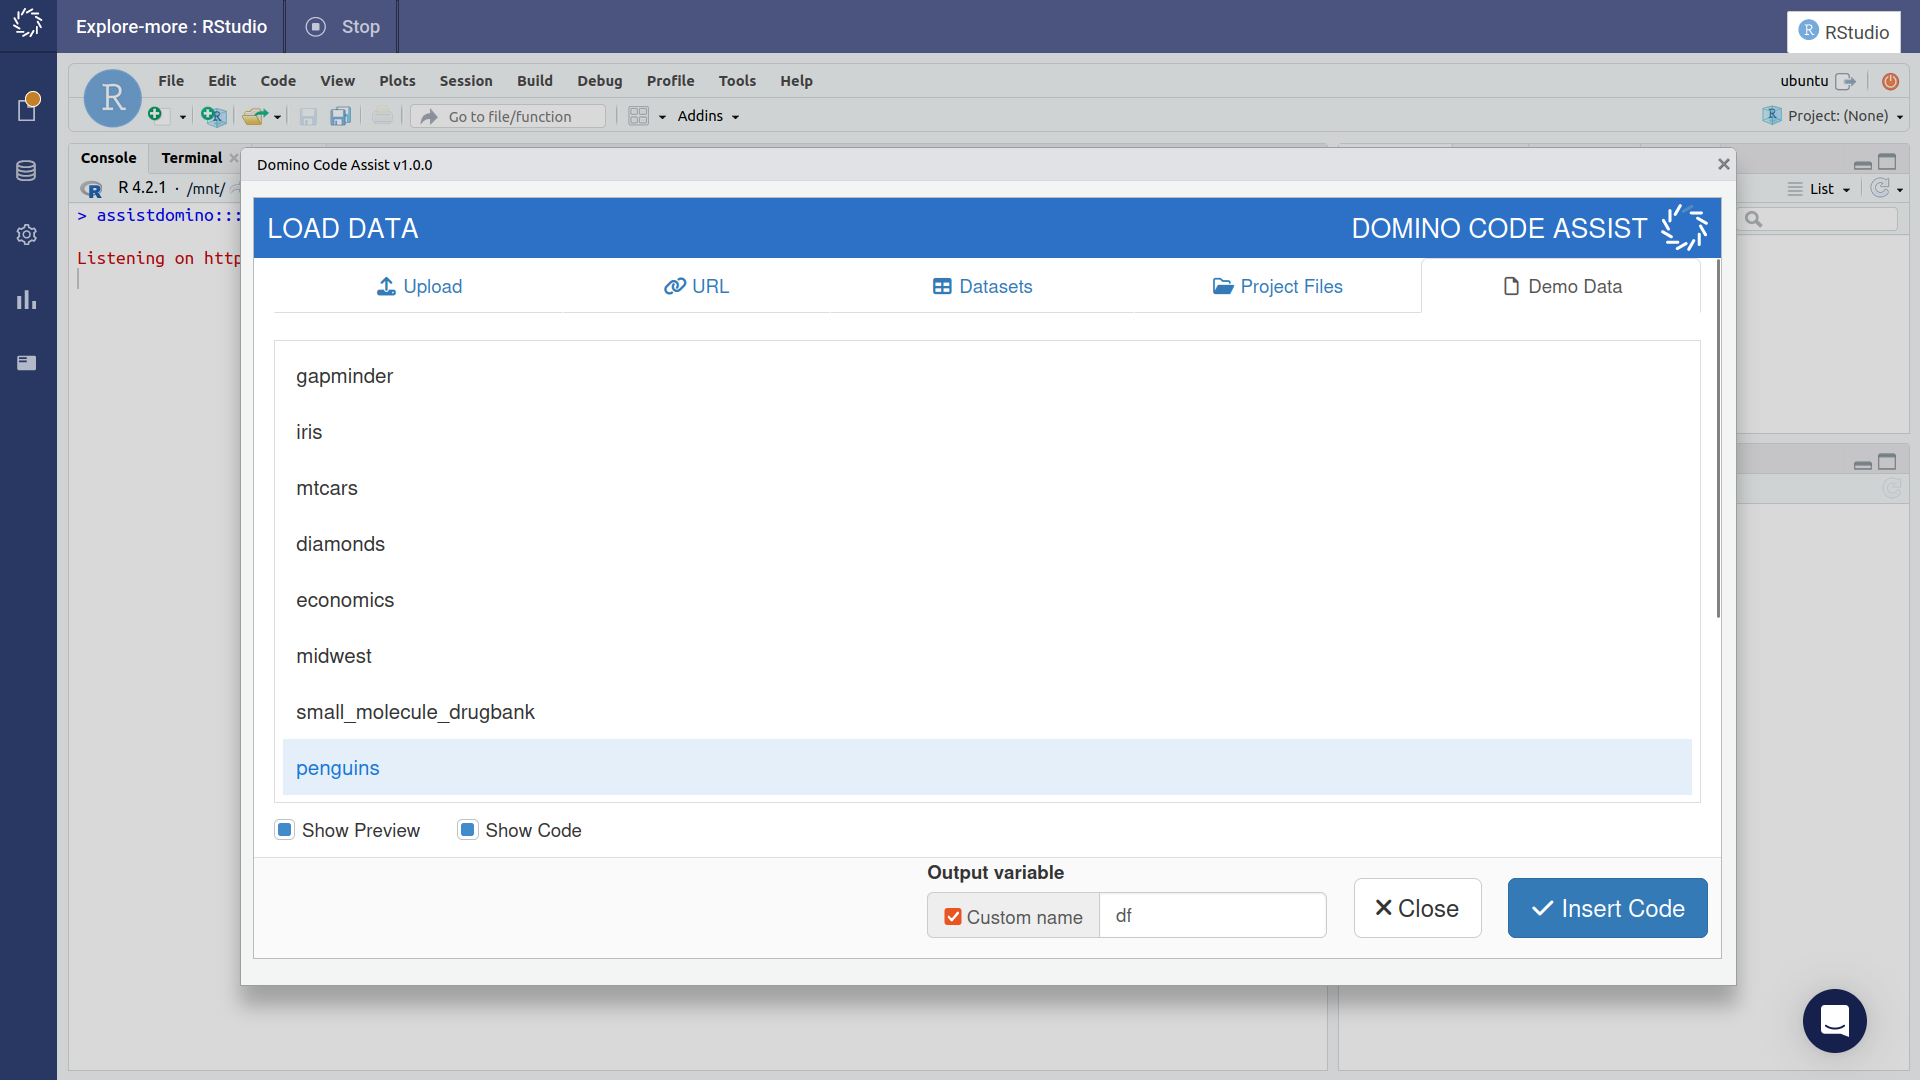 Explore-more : RStudio
Stop
RStudio
File Edit Code View Plots Session Build Debug Profile Tools Help
ubuntu
Go to file/function
Addins
Project: (None)
Console Terminal
Domino Code Assist v1.0.0
R 4.2.1 · /mnt/
List
> assistdomino:::
Listening on http
LOAD DATA
DOMINO CODE ASSIST
Upload
URL
Datasets
Project Files
Demo Data
gapminder
iris
mtcars
diamonds
economics
midwest
small_molecule_drugbank
penguins
Show Preview
Show Code
Output variable
Custom name
df
Close
Insert Code